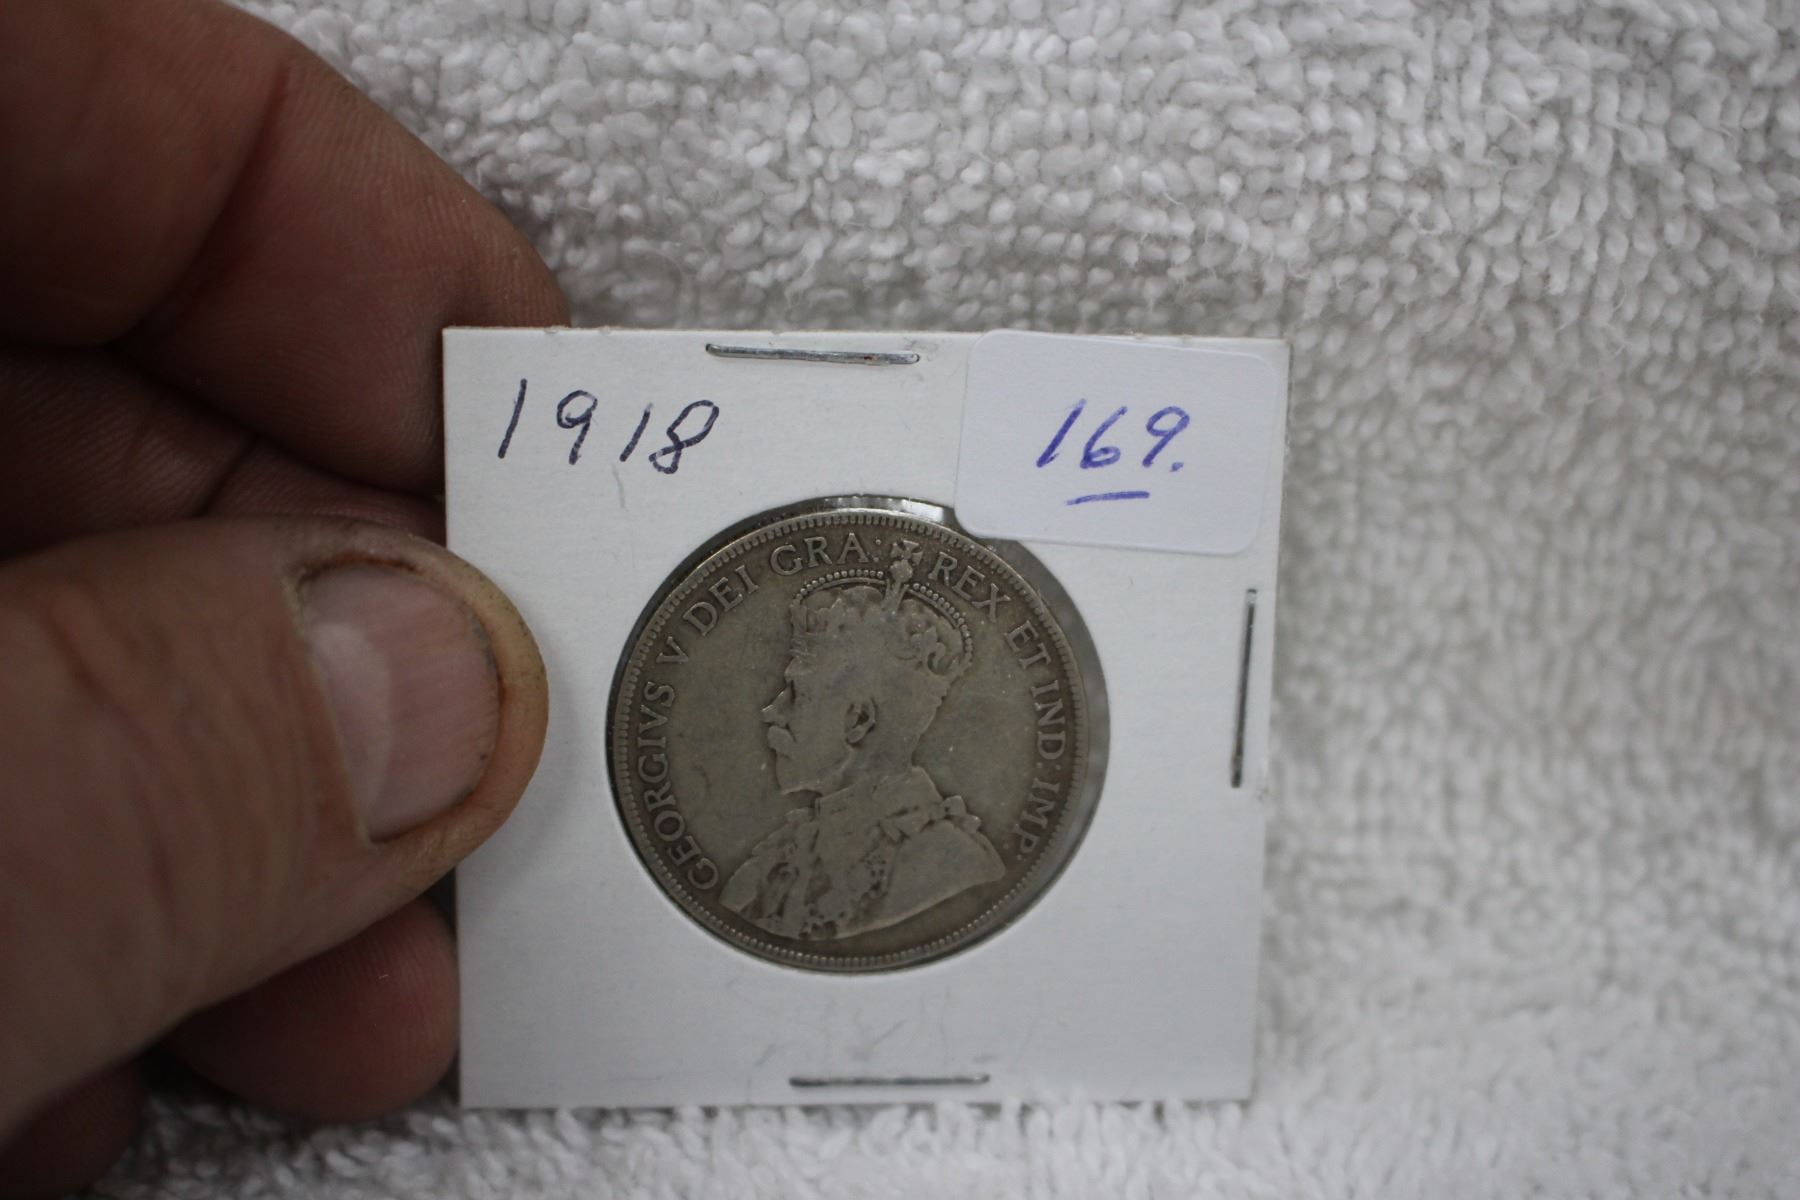 1918
169.
GEORGIVS V DEI GRA: REX ET IND: IMP: